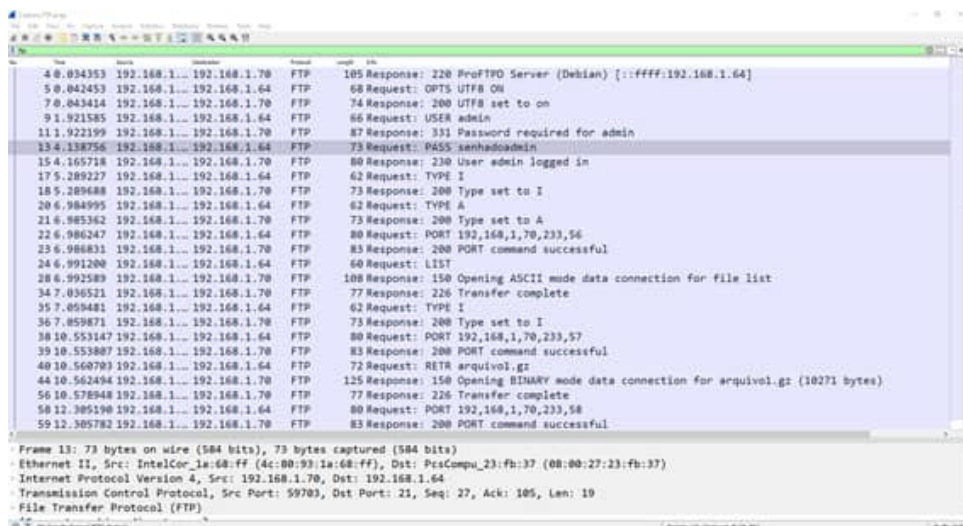 ftp
No. Time Source Destination Protocol Length Info
4 0.034353 192.168.1... 192.168.1.70 FTP 105 Response: 220 ProFTPD Server (Debian) [::ffff:192.168.1.64]
5 0.042453 192.168.1... 192.168.1.64 FTP 68 Request: OPTS UTF8 ON
7 0.043414 192.168.1... 192.168.1.70 FTP 74 Response: 200 UTF8 set to on
9 1.921585 192.168.1... 192.168.1.64 FTP 66 Request: USER admin
11 1.922199 192.168.1... 192.168.1.70 FTP 87 Response: 331 Password required for admin
13 4.138756 192.168.1... 192.168.1.64 FTP 73 Request: PASS senhadoadmin
15 4.165718 192.168.1... 192.168.1.70 FTP 80 Response: 230 User admin logged in
17 5.289227 192.168.1... 192.168.1.64 FTP 62 Request: TYPE I
18 5.289688 192.168.1... 192.168.1.70 FTP 73 Response: 200 Type set to I
20 6.984995 192.168.1... 192.168.1.64 FTP 62 Request: TYPE A
21 6.985362 192.168.1... 192.168.1.70 FTP 73 Response: 200 Type set to A
22 6.986247 192.168.1... 192.168.1.64 FTP 80 Request: PORT 192,168,1,70,233,56
23 6.986831 192.168.1... 192.168.1.70 FTP 83 Response: 200 PORT command successful
24 6.991200 192.168.1... 192.168.1.64 FTP 60 Request: LIST
28 6.992589 192.168.1... 192.168.1.70 FTP 108 Response: 150 Opening ASCII mode data connection for file list
34 7.036521 192.168.1... 192.168.1.70 FTP 77 Response: 226 Transfer complete
35 7.059481 192.168.1... 192.168.1.64 FTP 62 Request: TYPE I
36 7.059871 192.168.1... 192.168.1.70 FTP 73 Response: 200 Type set to I
38 10.553147 192.168.1... 192.168.1.64 FTP 80 Request: PORT 192,168,1,70,233,57
39 10.553807 192.168.1... 192.168.1.70 FTP 83 Response: 200 PORT command successful
40 10.560703 192.168.1... 192.168.1.64 FTP 72 Request: RETR arquivo1.gz
44 10.562494 192.168.1... 192.168.1.70 FTP 125 Response: 150 Opening BINARY mode data connection for arquivo1.gz (10271 bytes)
56 10.578948 192.168.1... 192.168.1.70 FTP 77 Response: 226 Transfer complete
58 12.305190 192.168.1... 192.168.1.64 FTP 80 Request: PORT 192,168,1,70,233,58
59 12.305782 192.168.1... 192.168.1.70 FTP 83 Response: 200 PORT command successful
Frame 13: 73 bytes on wire (584 bits), 73 bytes captured (584 bits)
Ethernet II, Src: IntelCor_1a:68:ff (4c:80:93:1a:68:ff), Dst: PcsCompu_23:fb:37 (08:00:27:23:fb:37)
Internet Protocol Version 4, Src: 192.168.1.70, Dst: 192.168.1.64
Transmission Control Protocol, Src Port: 59703, Dst Port: 21, Seq: 27, Ack: 105, Len: 19
File Transfer Protocol (FTP)